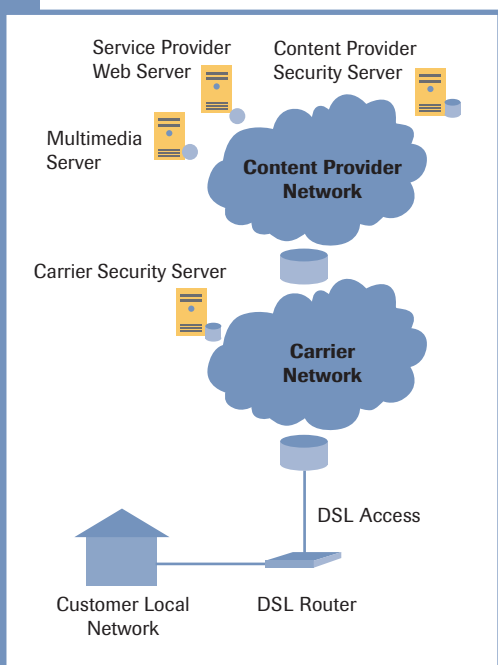 Service Provider
Web Server
Content Provider
Security Server
Multimedia
Server
Content Provider
Network
Carrier Security Server
Carrier
Network
DSL Access
Customer Local
Network
DSL Router